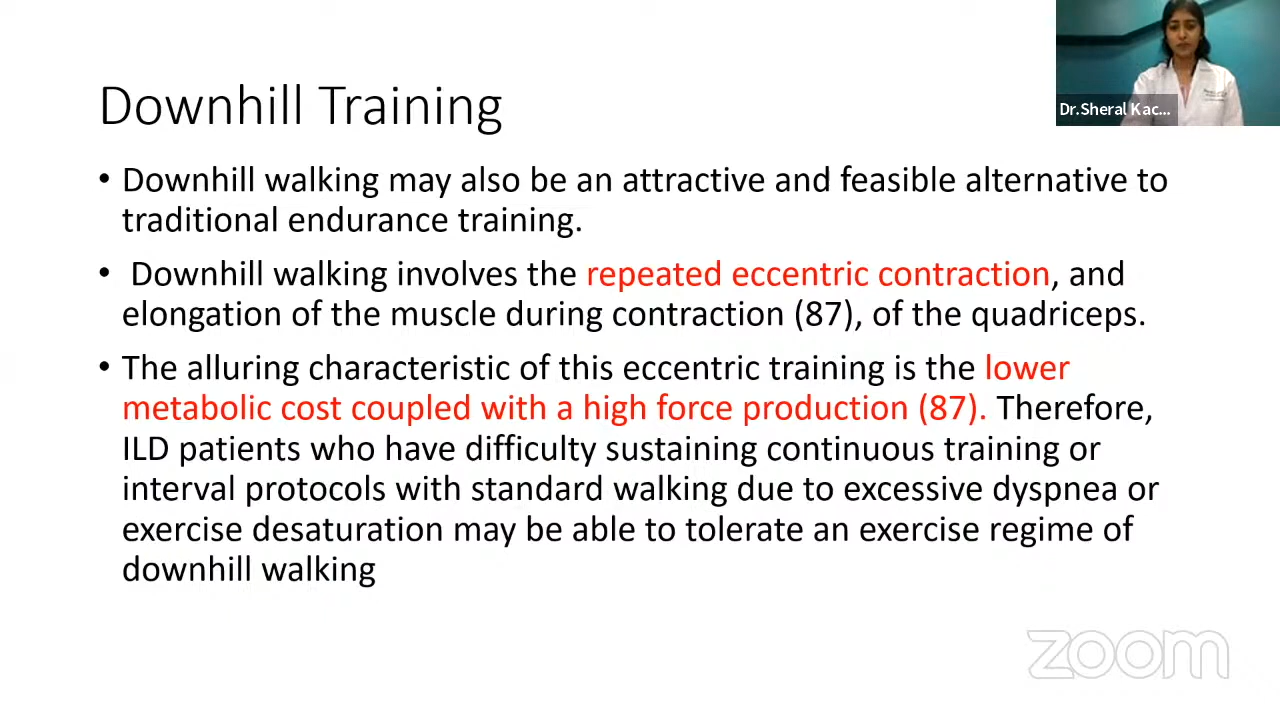 Dr.Sheral Kac...
Downhill Training
• Downhill walking may also be an attractive and feasible alternative to
traditional endurance training.
• Downhill walking involves the repeated eccentric contraction, and
elongation of the muscle during contraction (87), of the quadriceps.
• The alluring characteristic of this eccentric training is the lower
metabolic cost coupled with a high force production (87). Therefore,
ILD patients who have difficulty sustaining continuous training or
interval protocols with standard walking due to excessive dyspnea or
exercise desaturation may be able to tolerate an exercise regime of
downhill walking
zoom